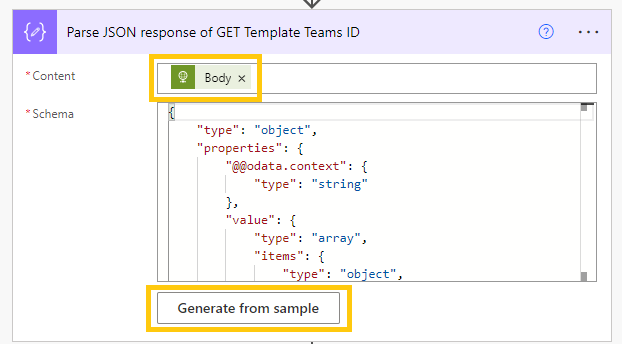 Parse JSON response of GET Template Teams ID
* Content
Body ×
* Schema
{
"type": "object",
"properties": {
"@@odata.context": {
"type": "string"
},
"value": {
"type": "array",
"items": {
"type": "object",
Generate from sample